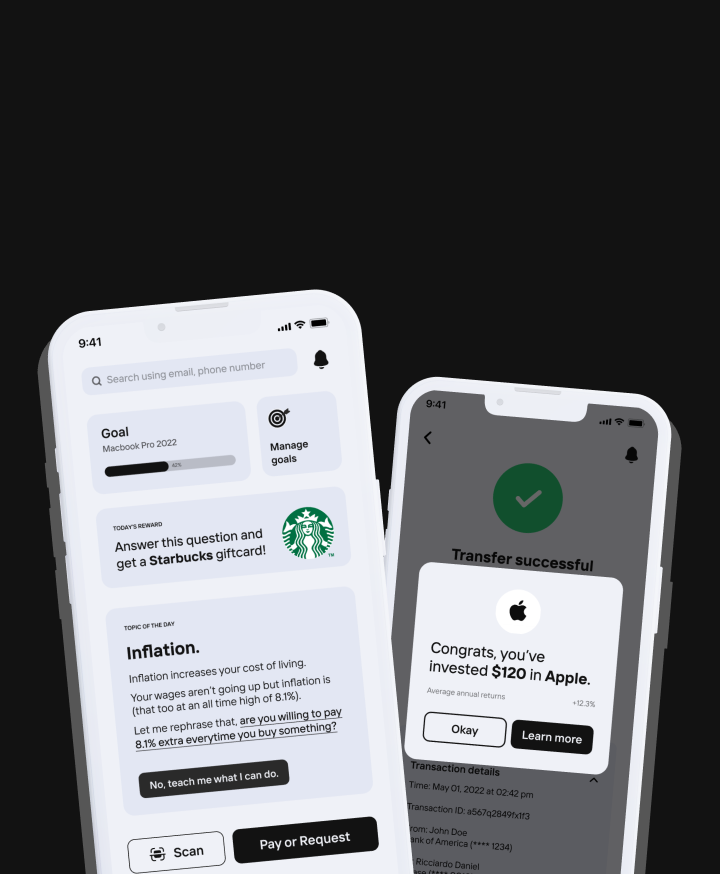 9:41
Search using email, phone number
Goal
Macbook Pro 2022
42%
Manage
goals
TODAY'S REWARD
Answer this question and
get a Starbucks giftcard!
TM
TOPIC OF THE DAY
Inflation.
Inflation increases your cost of living.
Your wages aren't going up but inflation is
(that too at an all time high of 8.1%).
Let me rephrase that, are you willing to pay
8.1% extra everytime you buy something?
No, teach me what I can do.
Scan
Pay or Request
9:41
Transfer successful
Congrats, you've
invested $120 in Apple.
Average annual returns
+12.3%
Okay
Learn more
Transaction details
Time: May 01, 2022 at 02:42 pm
Transaction ID: a567q2849fx1f3
rom: John Doe
ank of America (**** 1234)
Ricciardo Daniel